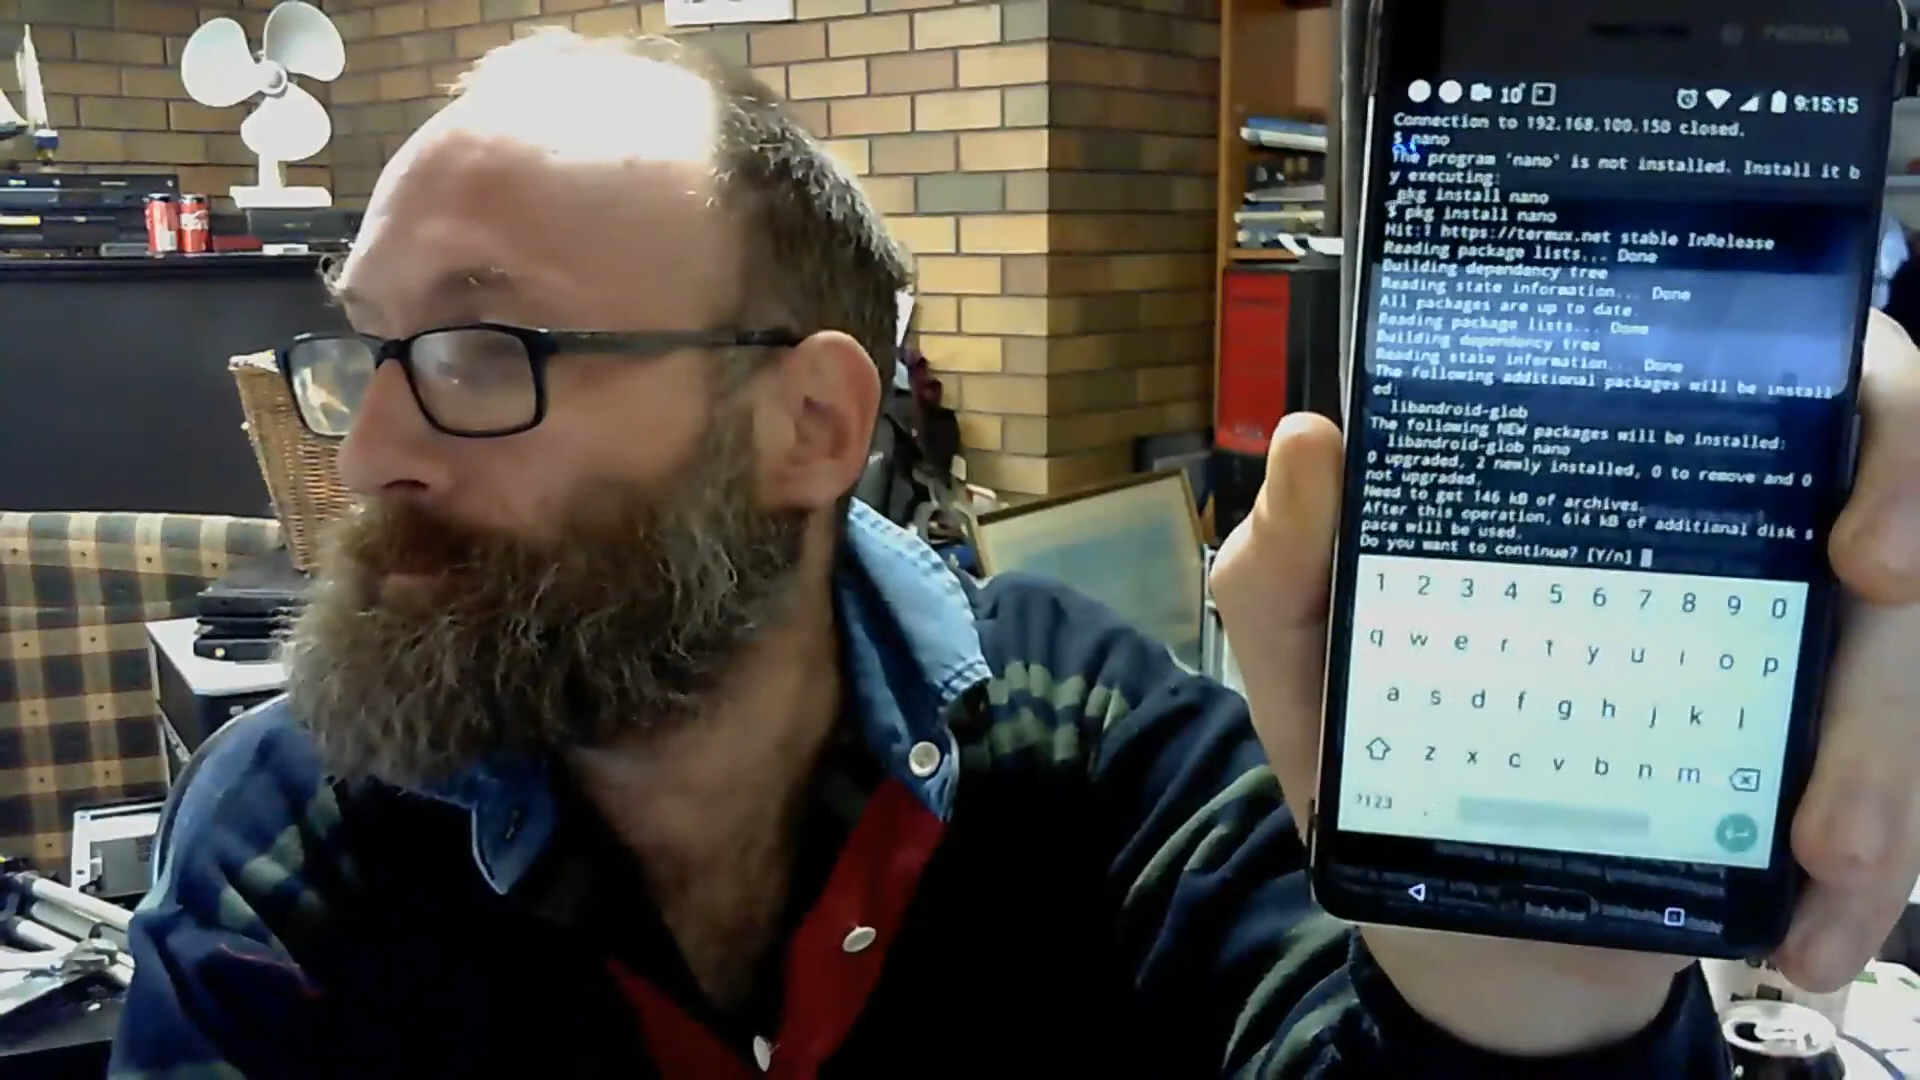 NOKIA
10° 9:15:15
Connection to 192.168.100.150 closed.
$ nano
The program 'nano' is not installed. Install it b
y executing:
pkg install nano
$ pkg install nano
Hit:1 https://termux.net stable InRelease
Reading package lists... Done
Building dependency tree
Reading state information... Done
All packages are up to date.
Reading package lists... Done
Building dependency tree
Reading state information... Done
The following additional packages will be install
ed:
libandroid-glob
The following NEW packages will be installed:
libandroid-glob nano
0 upgraded, 2 newly installed, 0 to remove and 0
not upgraded.
Need to get 146 kB of archives.
After this operation, 614 kB of additional disk s
pace will be used.
Do you want to continue? [Y/n]
1 2 3 4 5 6 7 8 9 0
q w e r t y u i o p
a s d f g h j k l
z x c v b n m
?123 .